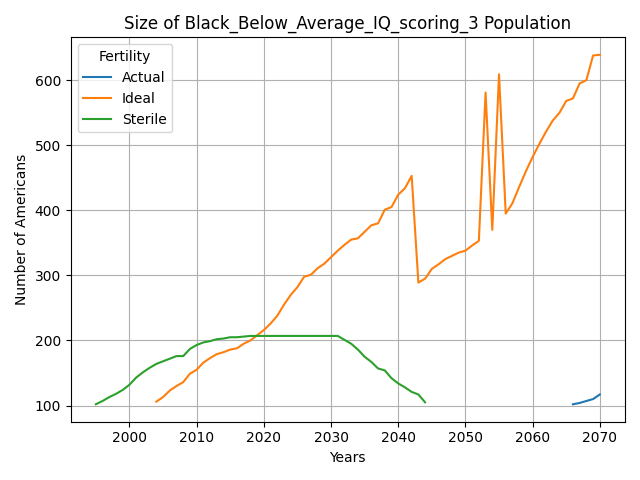 Size of Black_Below_Average_IQ_scoring_3 Population
Fertility
Actual
Ideal
Sterile
Number of Americans
600
500
400
300
200
100
2000 2010 2020 2030 2040 2050 2060 2070
Years